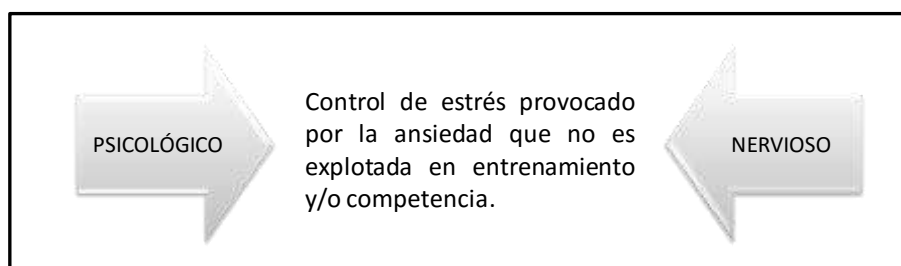 PSICOLÓGICO
Control de estrés provocado
por la ansiedad que no es
explotada en entrenamiento
y/o competencia.
NERVIOSO